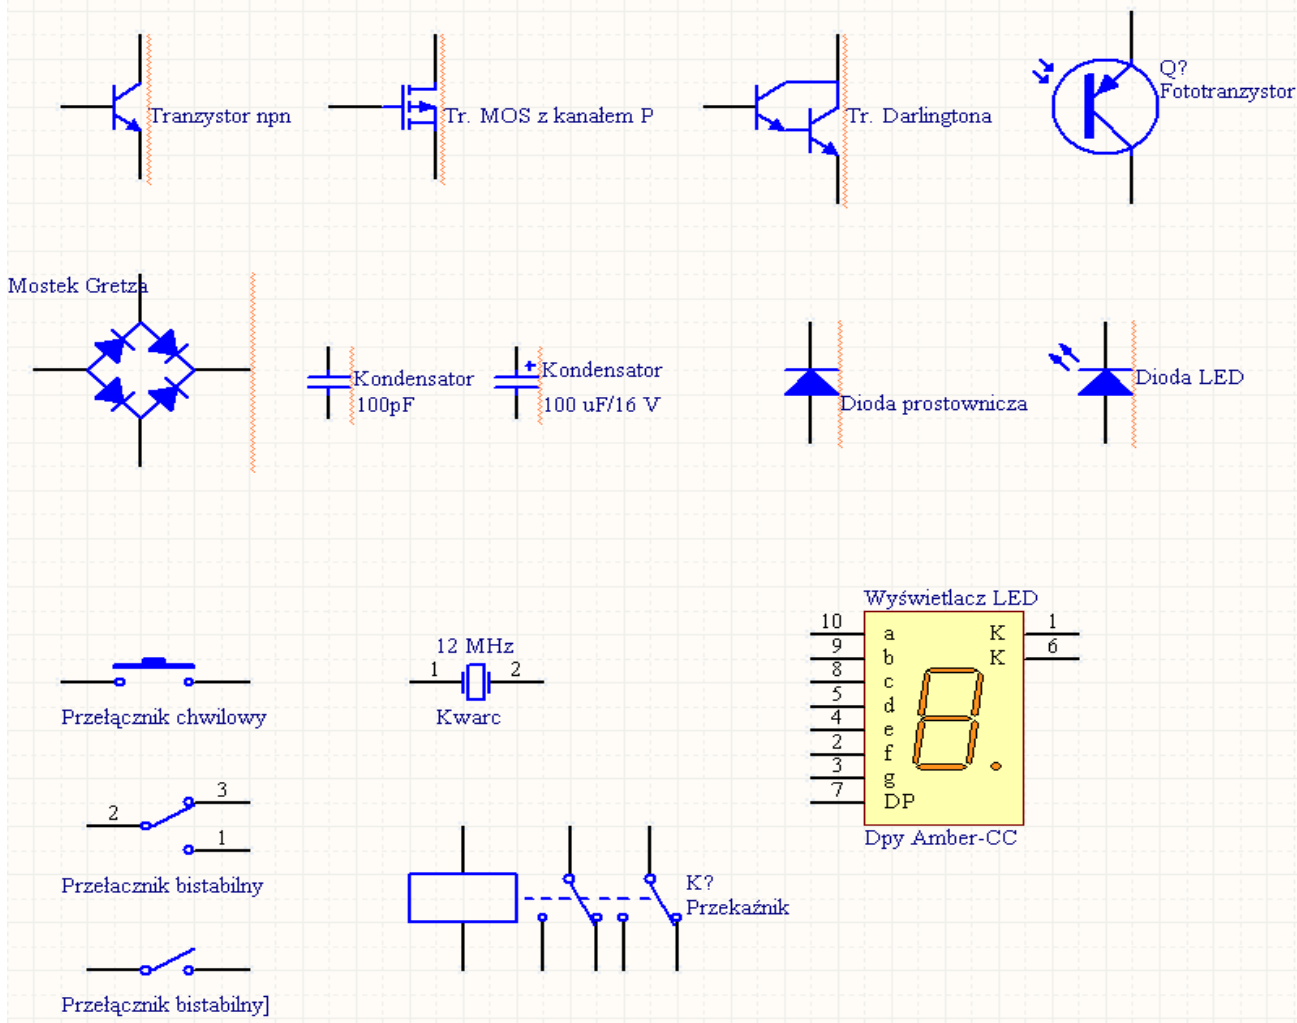 Tranzystor npn
Tr. MOS z kanałem P
Tr. Darlingtona
Q?
Fototranzystor
Mostek Gretza
Kondensator
100pF
Kondensator
100 uF/16 V
+
Dioda prostownicza
Dioda LED
Przełącznik chwilowy
12 MHz
1 2
Kwarc
Wyświetlacz LED
10 a K 1
9 b K 6
8 c
5 d
4 e
2 f
3 g
7 DP
Dpy Amber-CC
3
2
1
Przełacznik bistabilny
K?
Przekaźnik
Przełącznik bistabilny]